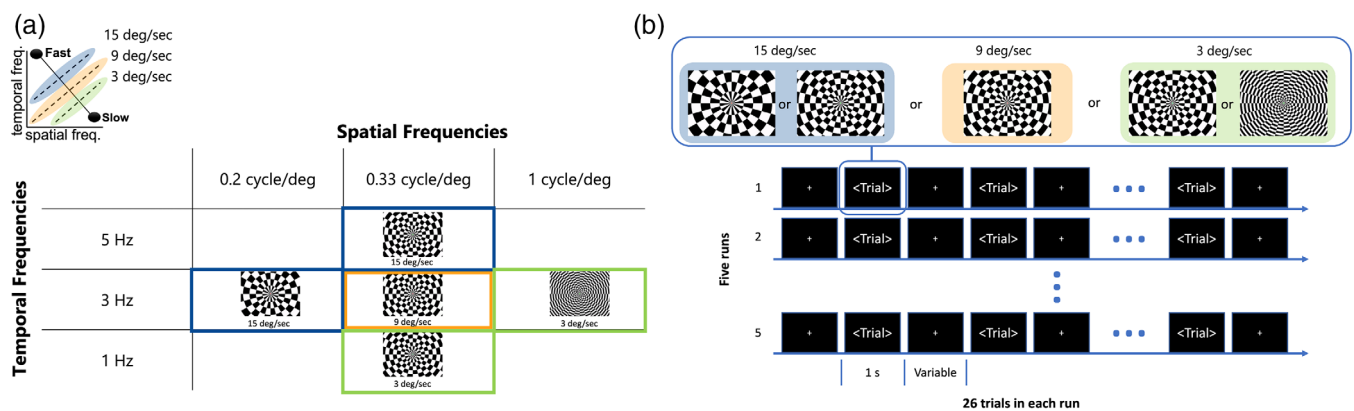 (a)
temporal freq.
Fast
Slow
spatial freq.
15 deg/sec
9 deg/sec
3 deg/sec
Spatial Frequencies
Temporal Frequencies
0.2 cycle/deg
0.33 cycle/deg
1 cycle/deg
5 Hz
15 deg/sec
3 Hz
15 deg/sec
9 deg/sec
3 deg/sec
1 Hz
3 deg/sec
(b)
15 deg/sec
9 deg/sec
3 deg/sec
or
or
or
or
Five runs
1
+
<Trial>
+
<Trial>
+
<Trial>
+
2
+
<Trial>
+
<Trial>
+
<Trial>
+
5
+
<Trial>
+
<Trial>
+
<Trial>
+
1 s
Variable
26 trials in each run